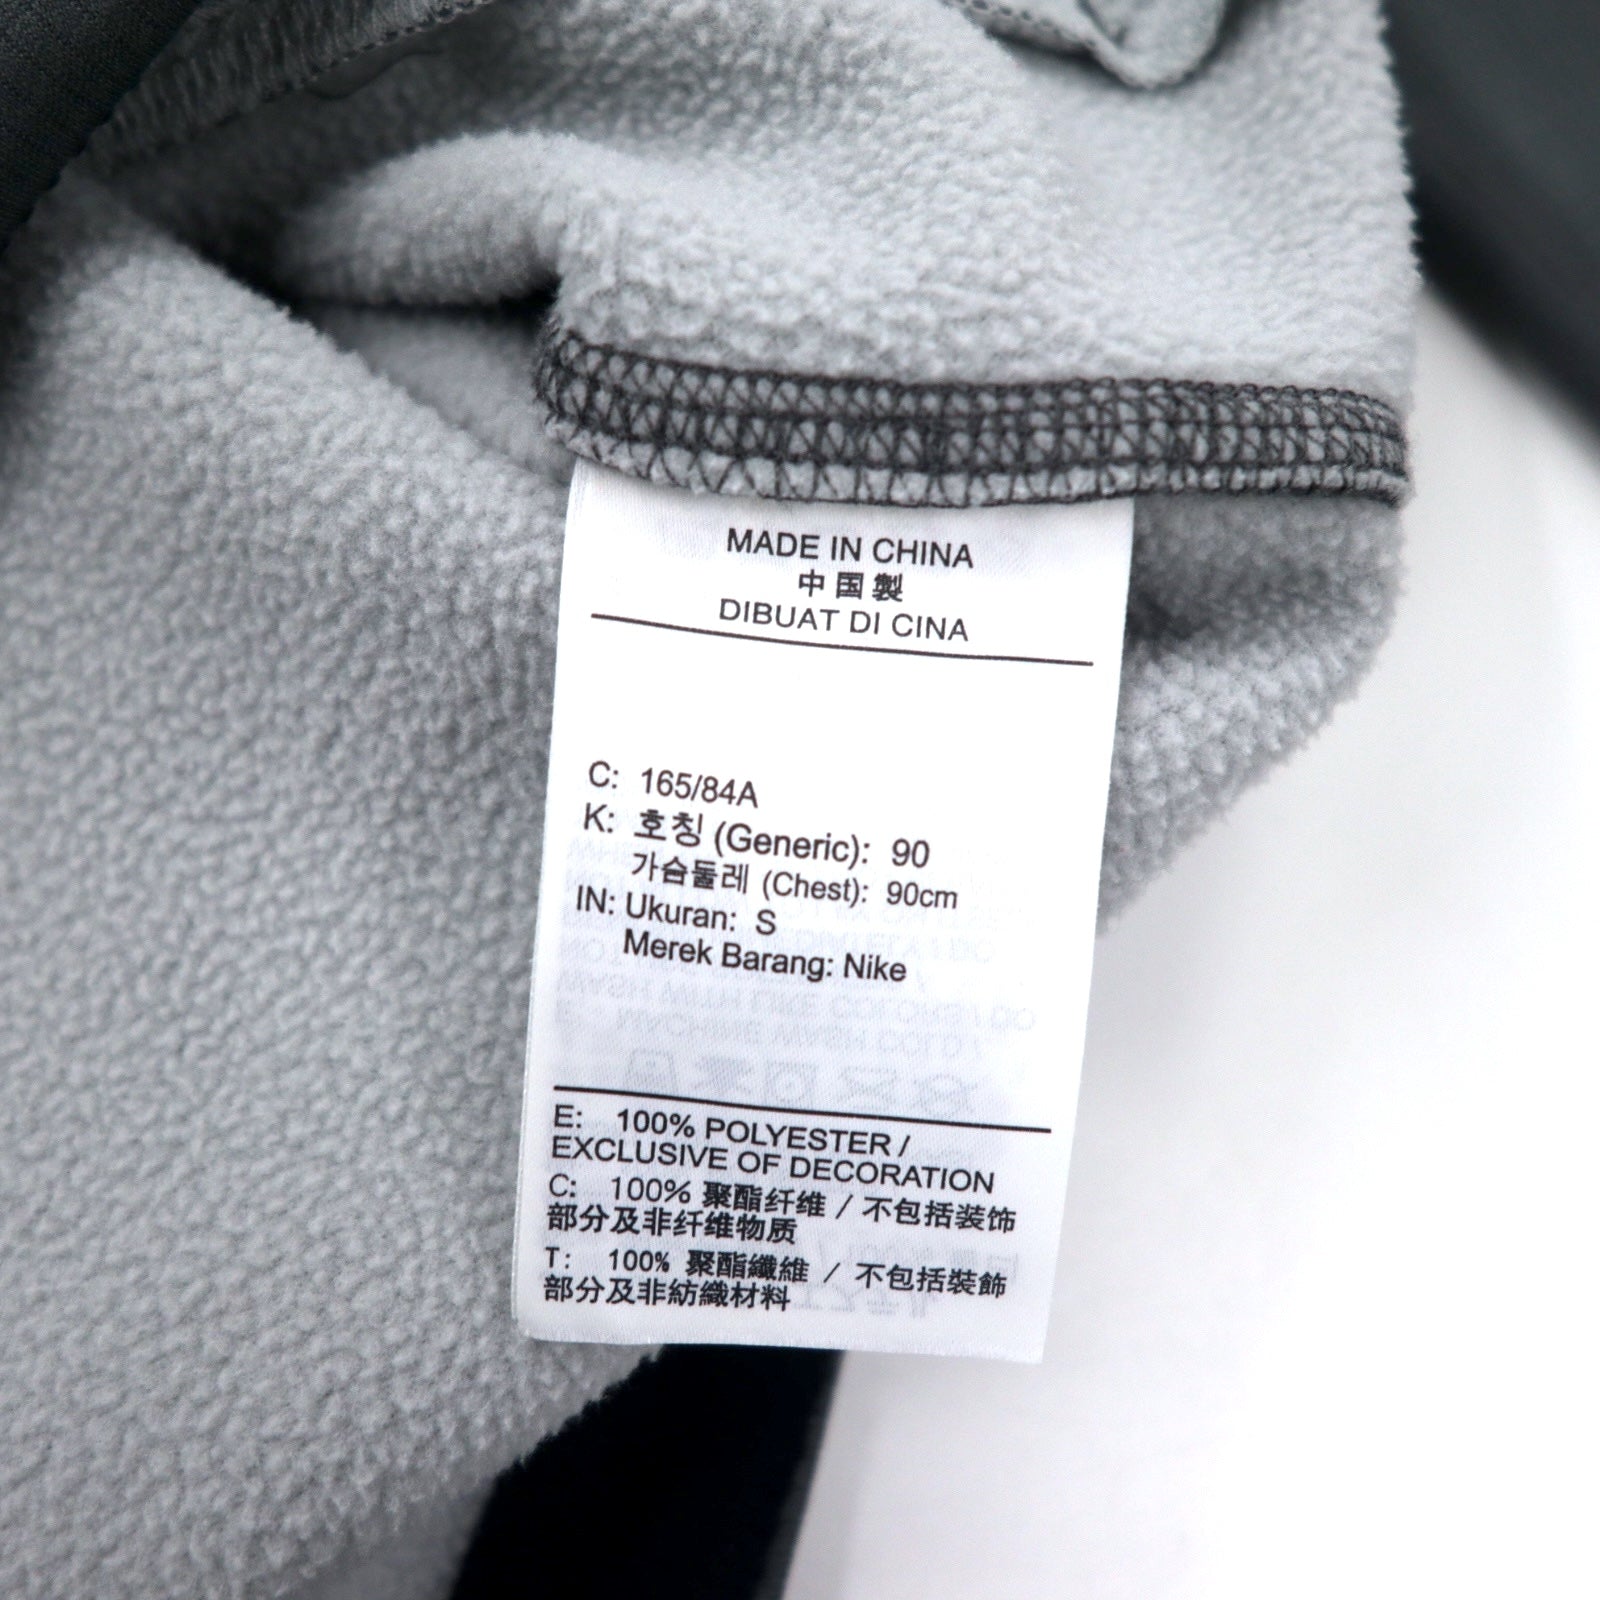 MADE IN CHINA
中国製
DIBUAT DI CINA
C: 165/84A
K: 호칭 (Generic): 90
가슴둘레 (Chest): 90cm
IN: Ukuran: S
Merek Barang: Nike
E: 100% POLYESTER /
EXCLUSIVE OF DECORATION
C: 100% 聚酯纤维 / 不包括装饰
部分及非纤维物质
T: 100% 聚酯纖維 / 不包括裝飾
部分及非紡織材料